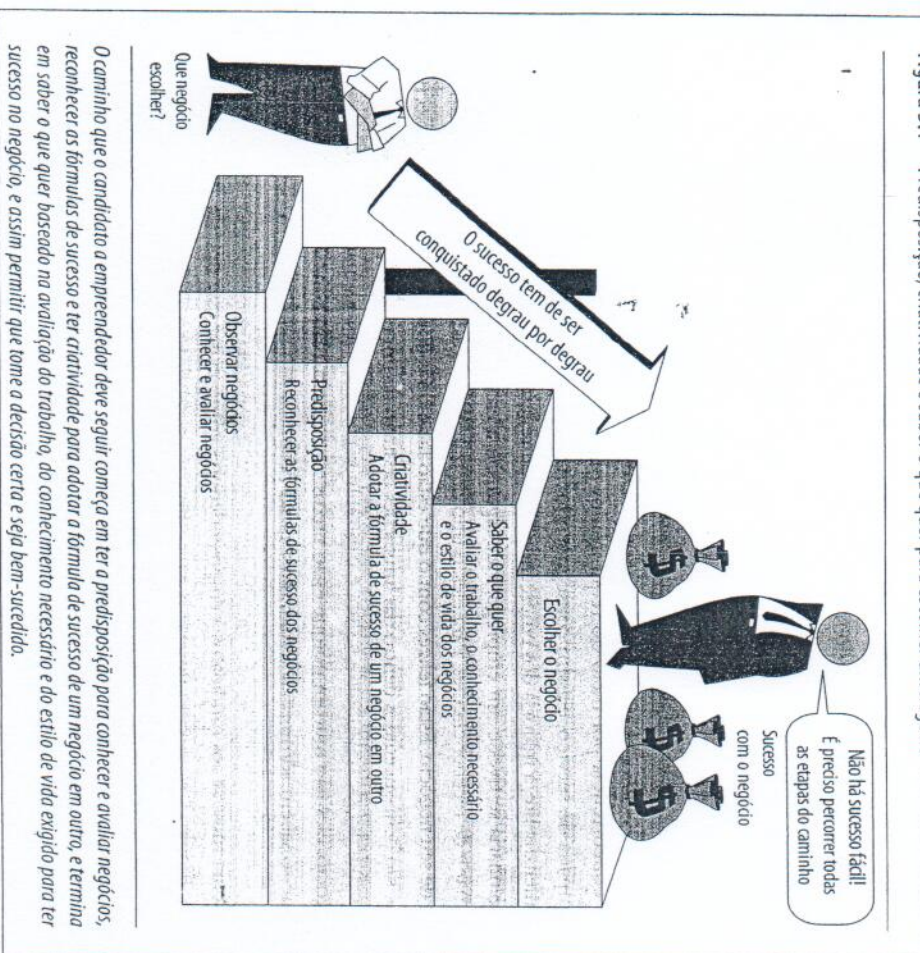 Não há sucesso fácil!
É preciso percorrer todas
as etapas do caminho
Sucesso
com o negócio
O sucesso tem de ser
conquistado degrau por degrau
Que negócio
escolher?
Escolher o negócio
Saber o que quer
Avaliar o trabalho, o conhecimento necessário
e o estilo de vida dos negócios
Criatividade
Adotar a fórmula de sucesso de um negócio em outro
Predisposição
Reconhecer as fórmulas de sucesso dos negócios
Observar negócios
Conhecer e avaliar negócios
O caminho que o candidato a empreendedor deve seguir começa em ter a predisposição para conhecer e avaliar negócios,
reconhecer as fórmulas de sucesso e ter criatividade para adotar a fórmula de sucesso de um negócio em outro, e termina
em saber o que quer baseado na avaliação do trabalho, do conhecimento necessário e do estilo de vida exigido para ter
sucesso no negócio, e assim permitir que tome a decisão certa e seja bem-sucedido.